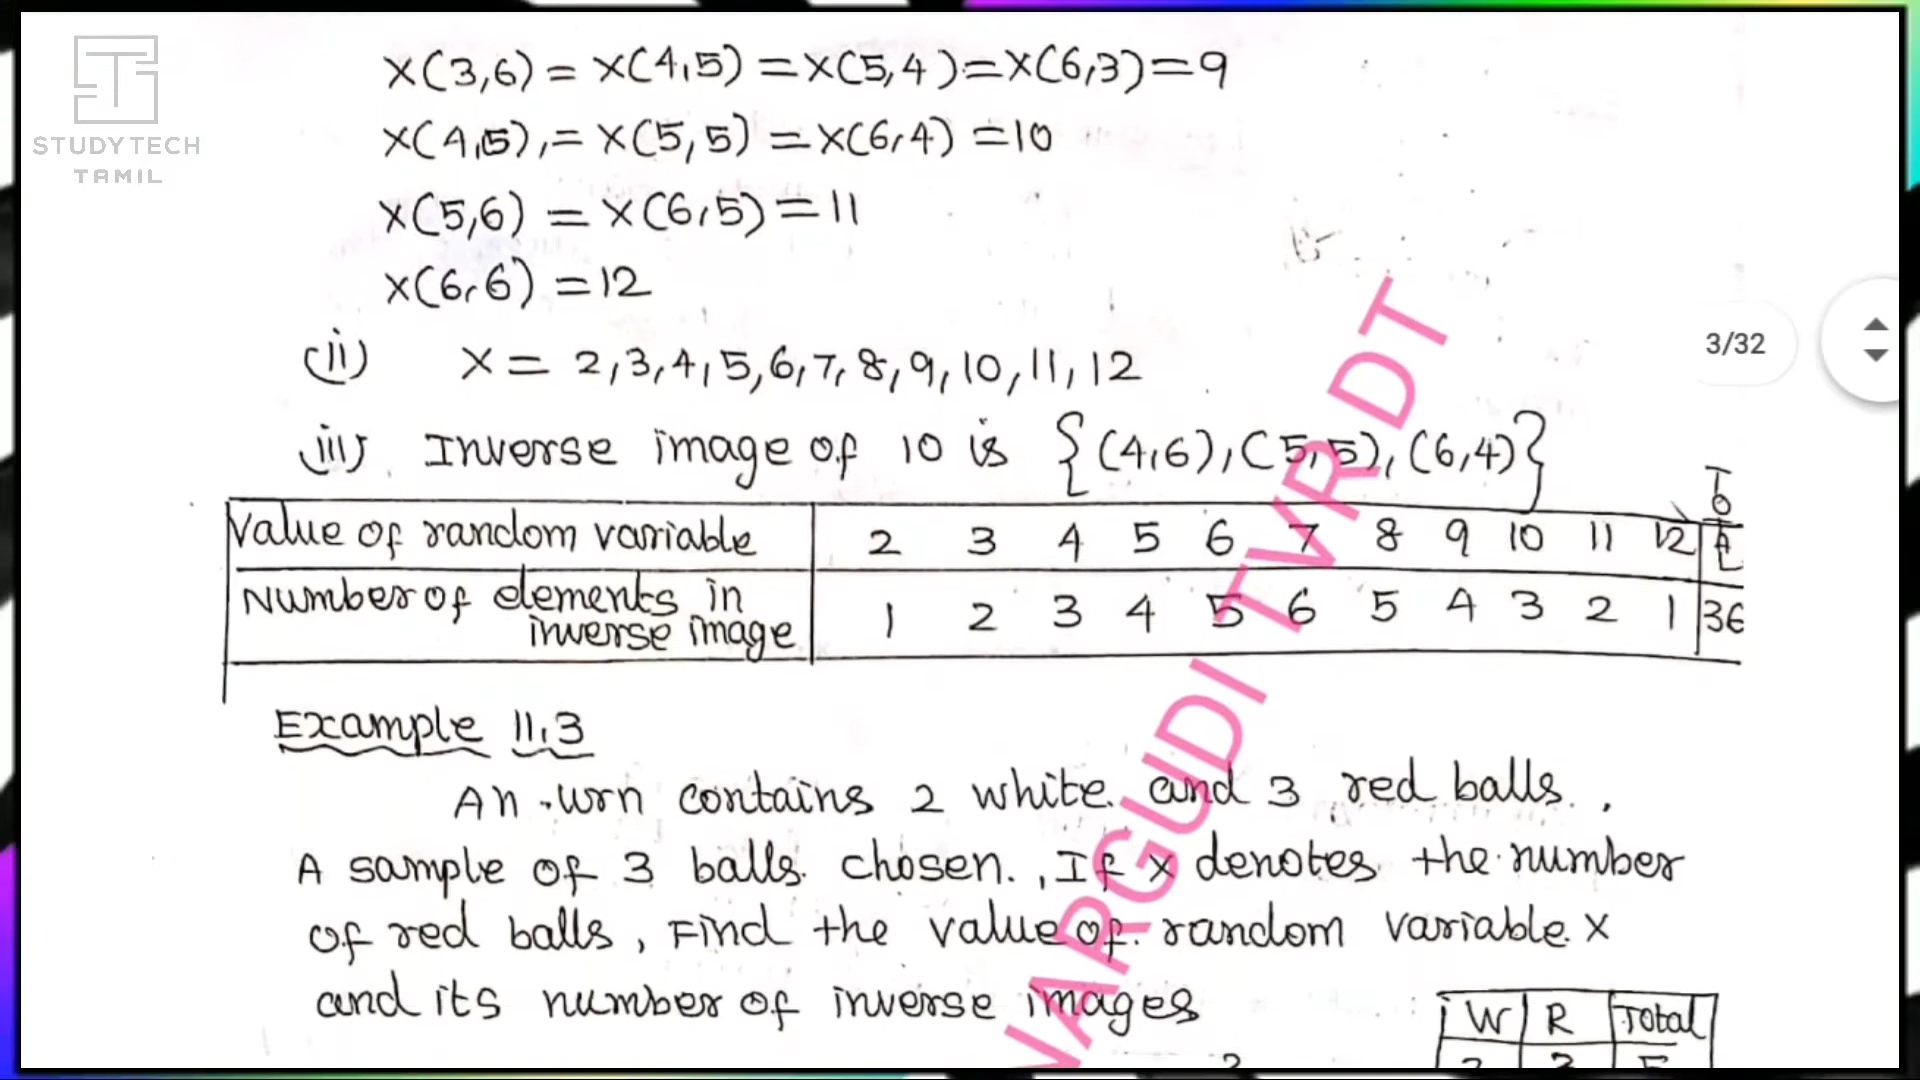 STUDYTECH
TAMIL
X(3,6) = X(4,5) = X(5,4) = X(6,3) = 9
X(4,5), = X(5,5) = X(6,4) = 10
X(5,6) = X(6,5) = 11
X(6,6) = 12
3/32
(ii) X = 2,3,4,5,6,7,8,9,10,11,12
iii) Inverse image of 10 is {(4,6),(5,5),(6,4)}
Value of random variable 2 3 4 5 6 7 8 9 10 11 12 TOTAL
Number of elements in inverse image 1 2 3 4 5 6 5 4 3 2 1 36
Example 11.3
An urn contains 2 white and 3 red balls.
A sample of 3 balls chosen. If X denotes the number
of red balls, Find the value of random variable X
and its number of inverse images
W R Total
NARGUDI TVR DT